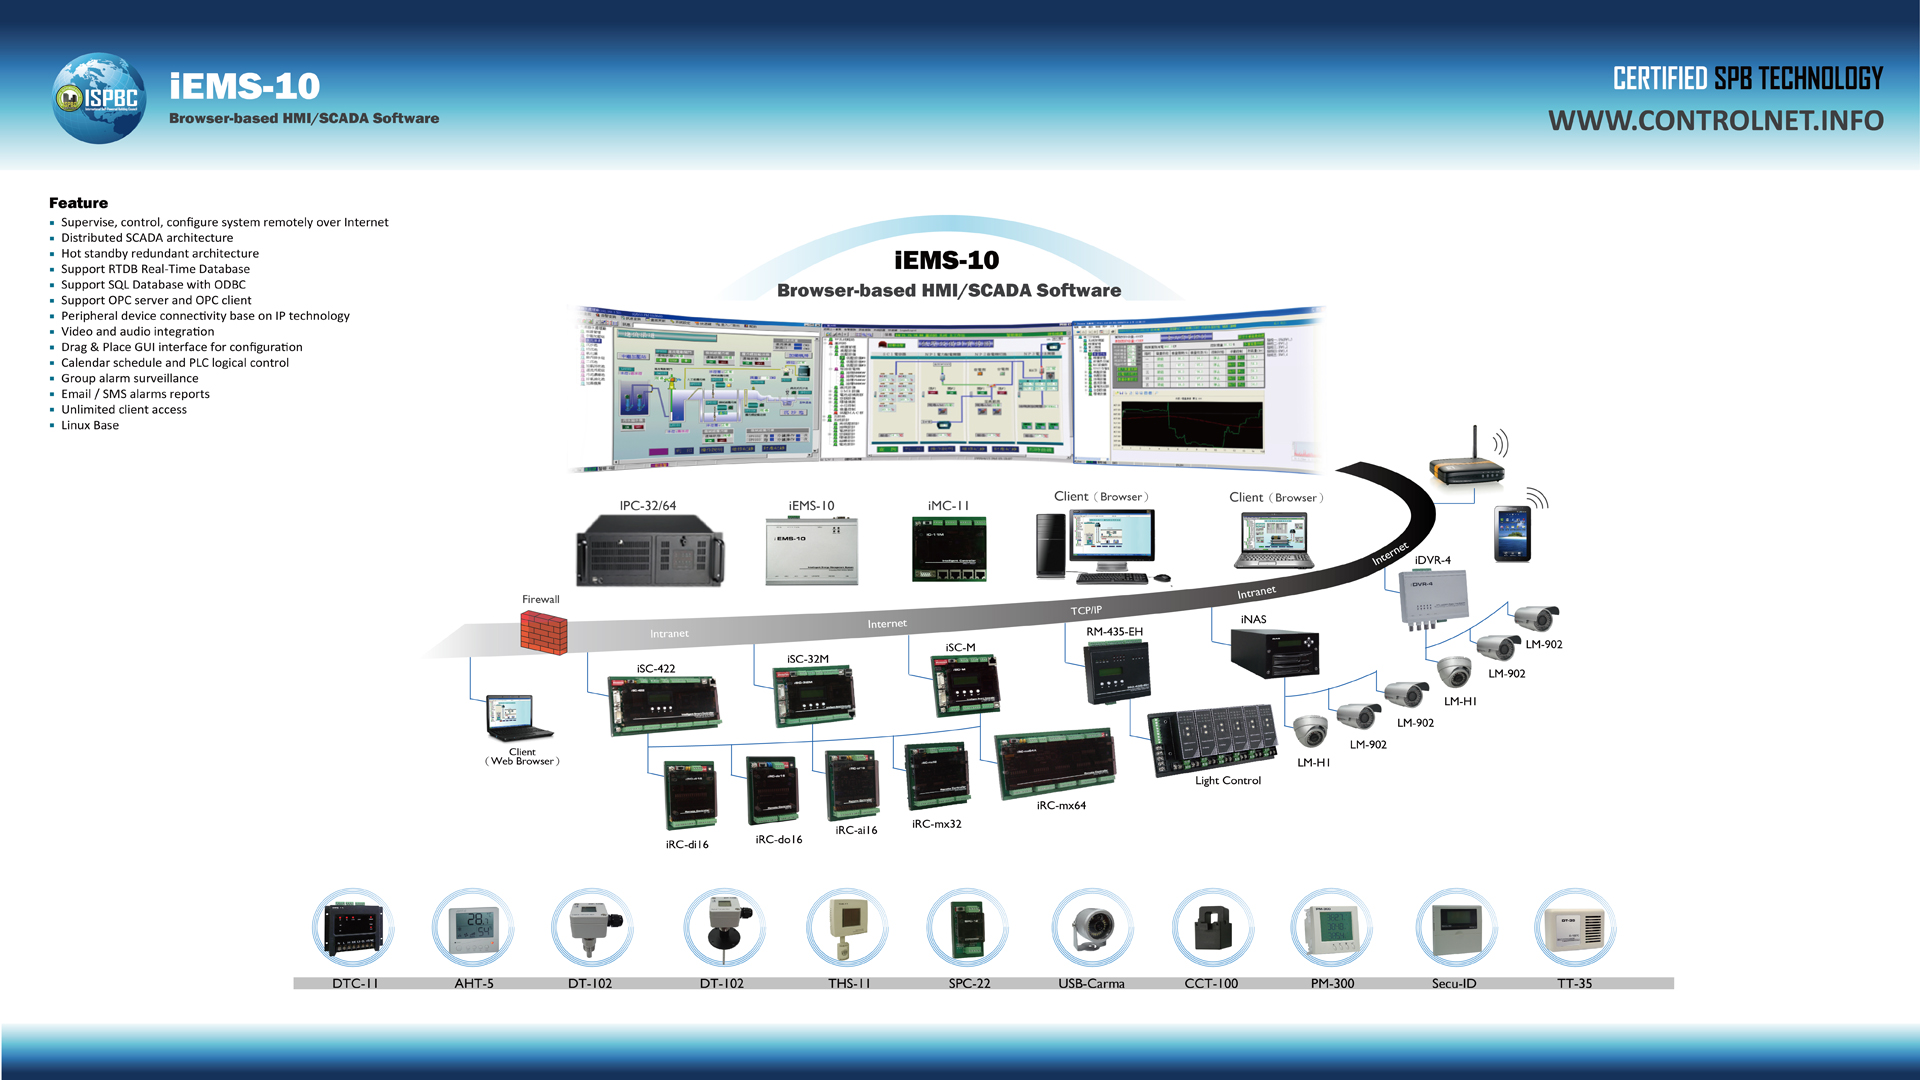 ISPBC
iEMS-10
Browser-based HMI/SCADA Software
CERTIFIED SPB TECHNOLOGY
WWW.CONTROLNET.INFO
Feature
Supervise, control, configure system remotely over Internet
Distributed SCADA architecture
Hot standby redundant architecture
Support RTDB Real-Time Database
Support SQL Database with ODBC
Support OPC server and OPC client
Peripheral device connectivity base on IP technology
Video and audio integration
Drag & Place GUI interface for configuration
Calendar schedule and PLC logical control
Group alarm surveillance
Email / SMS alarms reports
Unlimited client access
Linux Base
iEMS-10
Browser-based HMI/SCADA Software
IPC-32/64
iEMS-10
iMC-11
Client（Browser）
Client（Browser）
iEMS-10
Internet
iDVR-4
Firewall
Intranet
Internet
TCP/IP
Intranet
iSC-422
iSC-32M
iSC-M
RM-435-EH
iNAS
LM-902
LM-902
LM-H1
LM-902
LM-902
LM-H1
Client
（Web Browser）
Light Control
iRC-di16
iRC-do16
iRC-ai16
iRC-mx32
iRC-mx64
DTC-11
AHT-5
DT-102
DT-102
THS-11
SPC-22
USB-Carma
CCT-100
PM-300
Secu-ID
TT-35